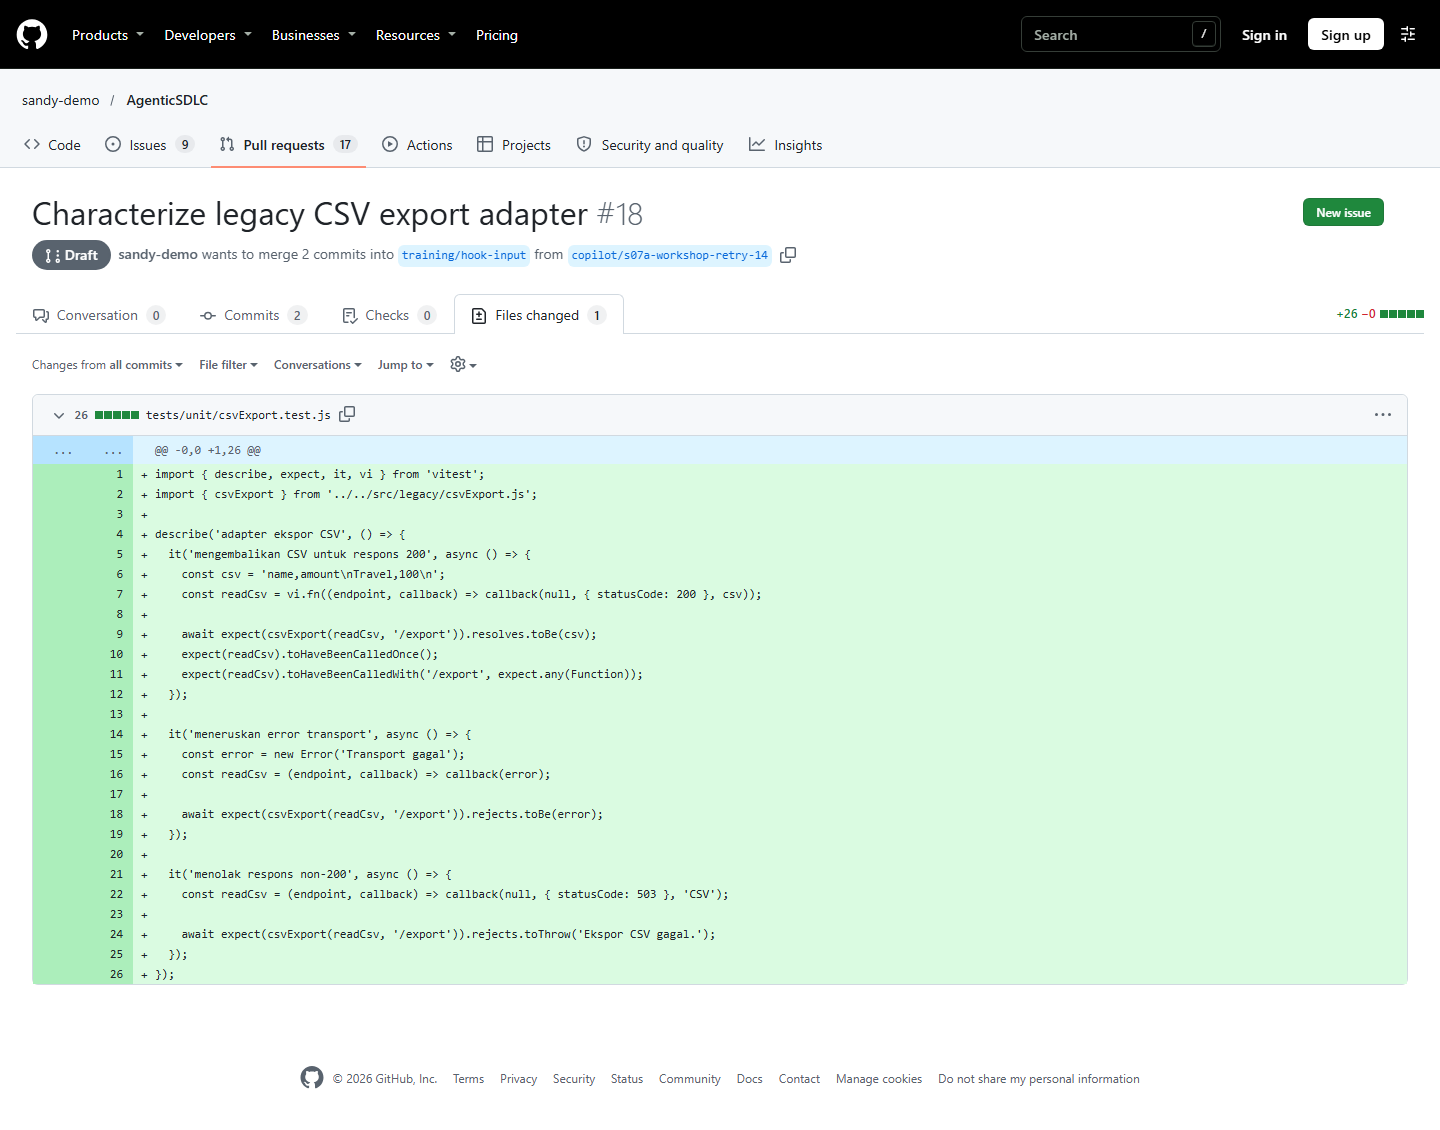 Products Developers Businesses Resources Pricing Search / Sign in Sign up
sandy-demo / AgenticSDLC
Code Issues 9 Pull requests 17 Actions Projects Security and quality Insights
Characterize legacy CSV export adapter #18
New issue
Draft sandy-demo wants to merge 2 commits into training/hook-input from copilot/s07a-workshop-retry-14
Conversation 0 Commits 2 Checks 0 Files changed 1 +26 −0
Changes from all commits File filter Conversations Jump to
26 tests/unit/csvExport.test.js ...
... ... @@ -0,0 +1,26 @@
1 + import { describe, expect, it, vi } from 'vitest';
2 + import { csvExport } from '../../src/legacy/csvExport.js';
3 +
4 + describe('adapter ekspor CSV', () => {
5 +   it('mengembalikan CSV untuk respons 200', async () => {
6 +     const csv = 'name,amount\nTravel,100\n';
7 +     const readCsv = vi.fn((endpoint, callback) => callback(null, { statusCode: 200 }, csv));
8 +
9 +     await expect(csvExport(readCsv, '/export')).resolves.toBe(csv);
10 +     expect(readCsv).toHaveBeenCalledOnce();
11 +     expect(readCsv).toHaveBeenCalledWith('/export', expect.any(Function));
12 +   });
13 +
14 +   it('meneruskan error transport', async () => {
15 +     const error = new Error('Transport gagal');
16 +     const readCsv = (endpoint, callback) => callback(error);
17 +
18 +     await expect(csvExport(readCsv, '/export')).rejects.toBe(error);
19 +   });
20 +
21 +   it('menolak respons non-200', async () => {
22 +     const readCsv = (endpoint, callback) => callback(null, { statusCode: 503 }, 'CSV');
23 +
24 +     await expect(csvExport(readCsv, '/export')).rejects.toThrow('Ekspor CSV gagal.');
25 +   });
26 + });
© 2026 GitHub, Inc. Terms Privacy Security Status Community Docs Contact Manage cookies Do not share my personal information